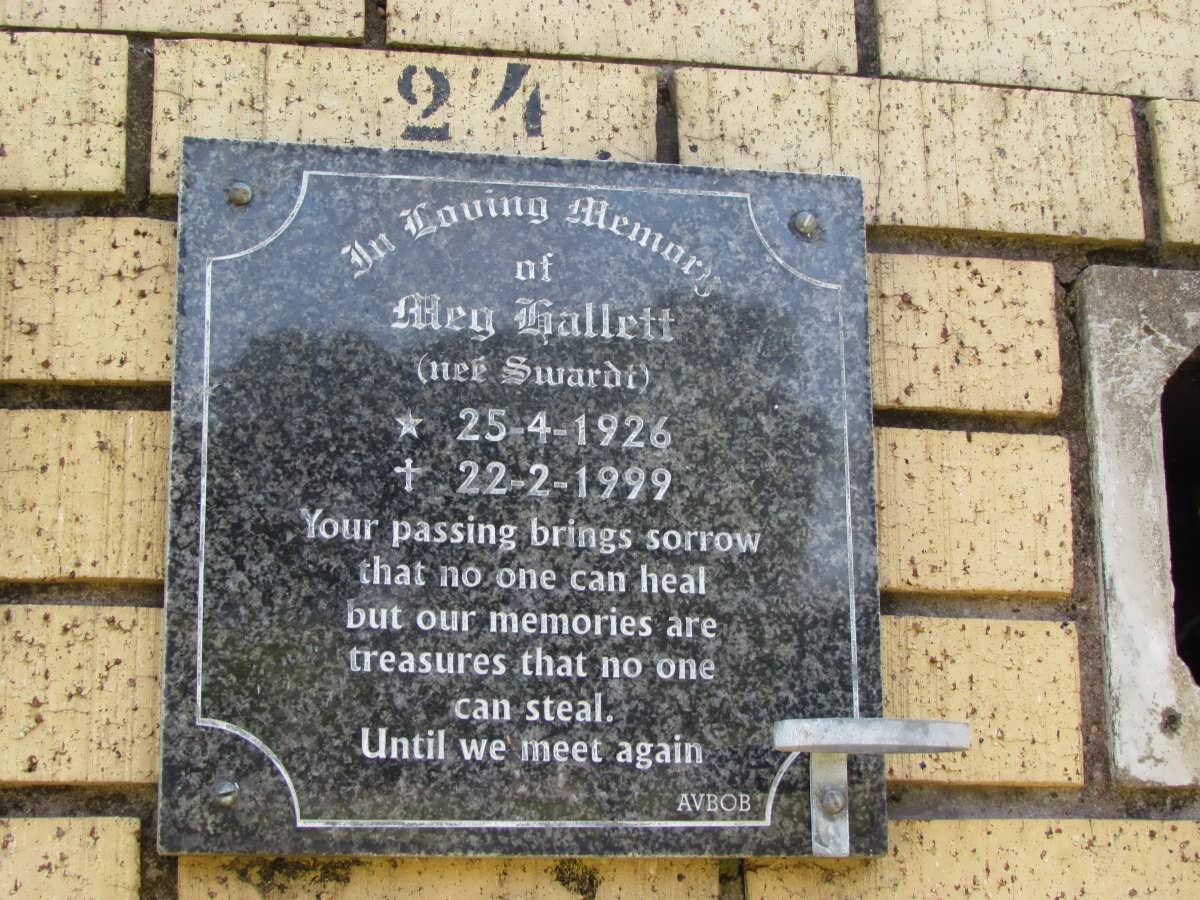 24
In Loving Memory
of
Meg Hallett
(neé Swardt)
25-4-1926
22-2-1999
Your passing brings sorrow
that no one can heal
but our memories are
treasures that no one
can steal.
Until we meet again
AVBOB